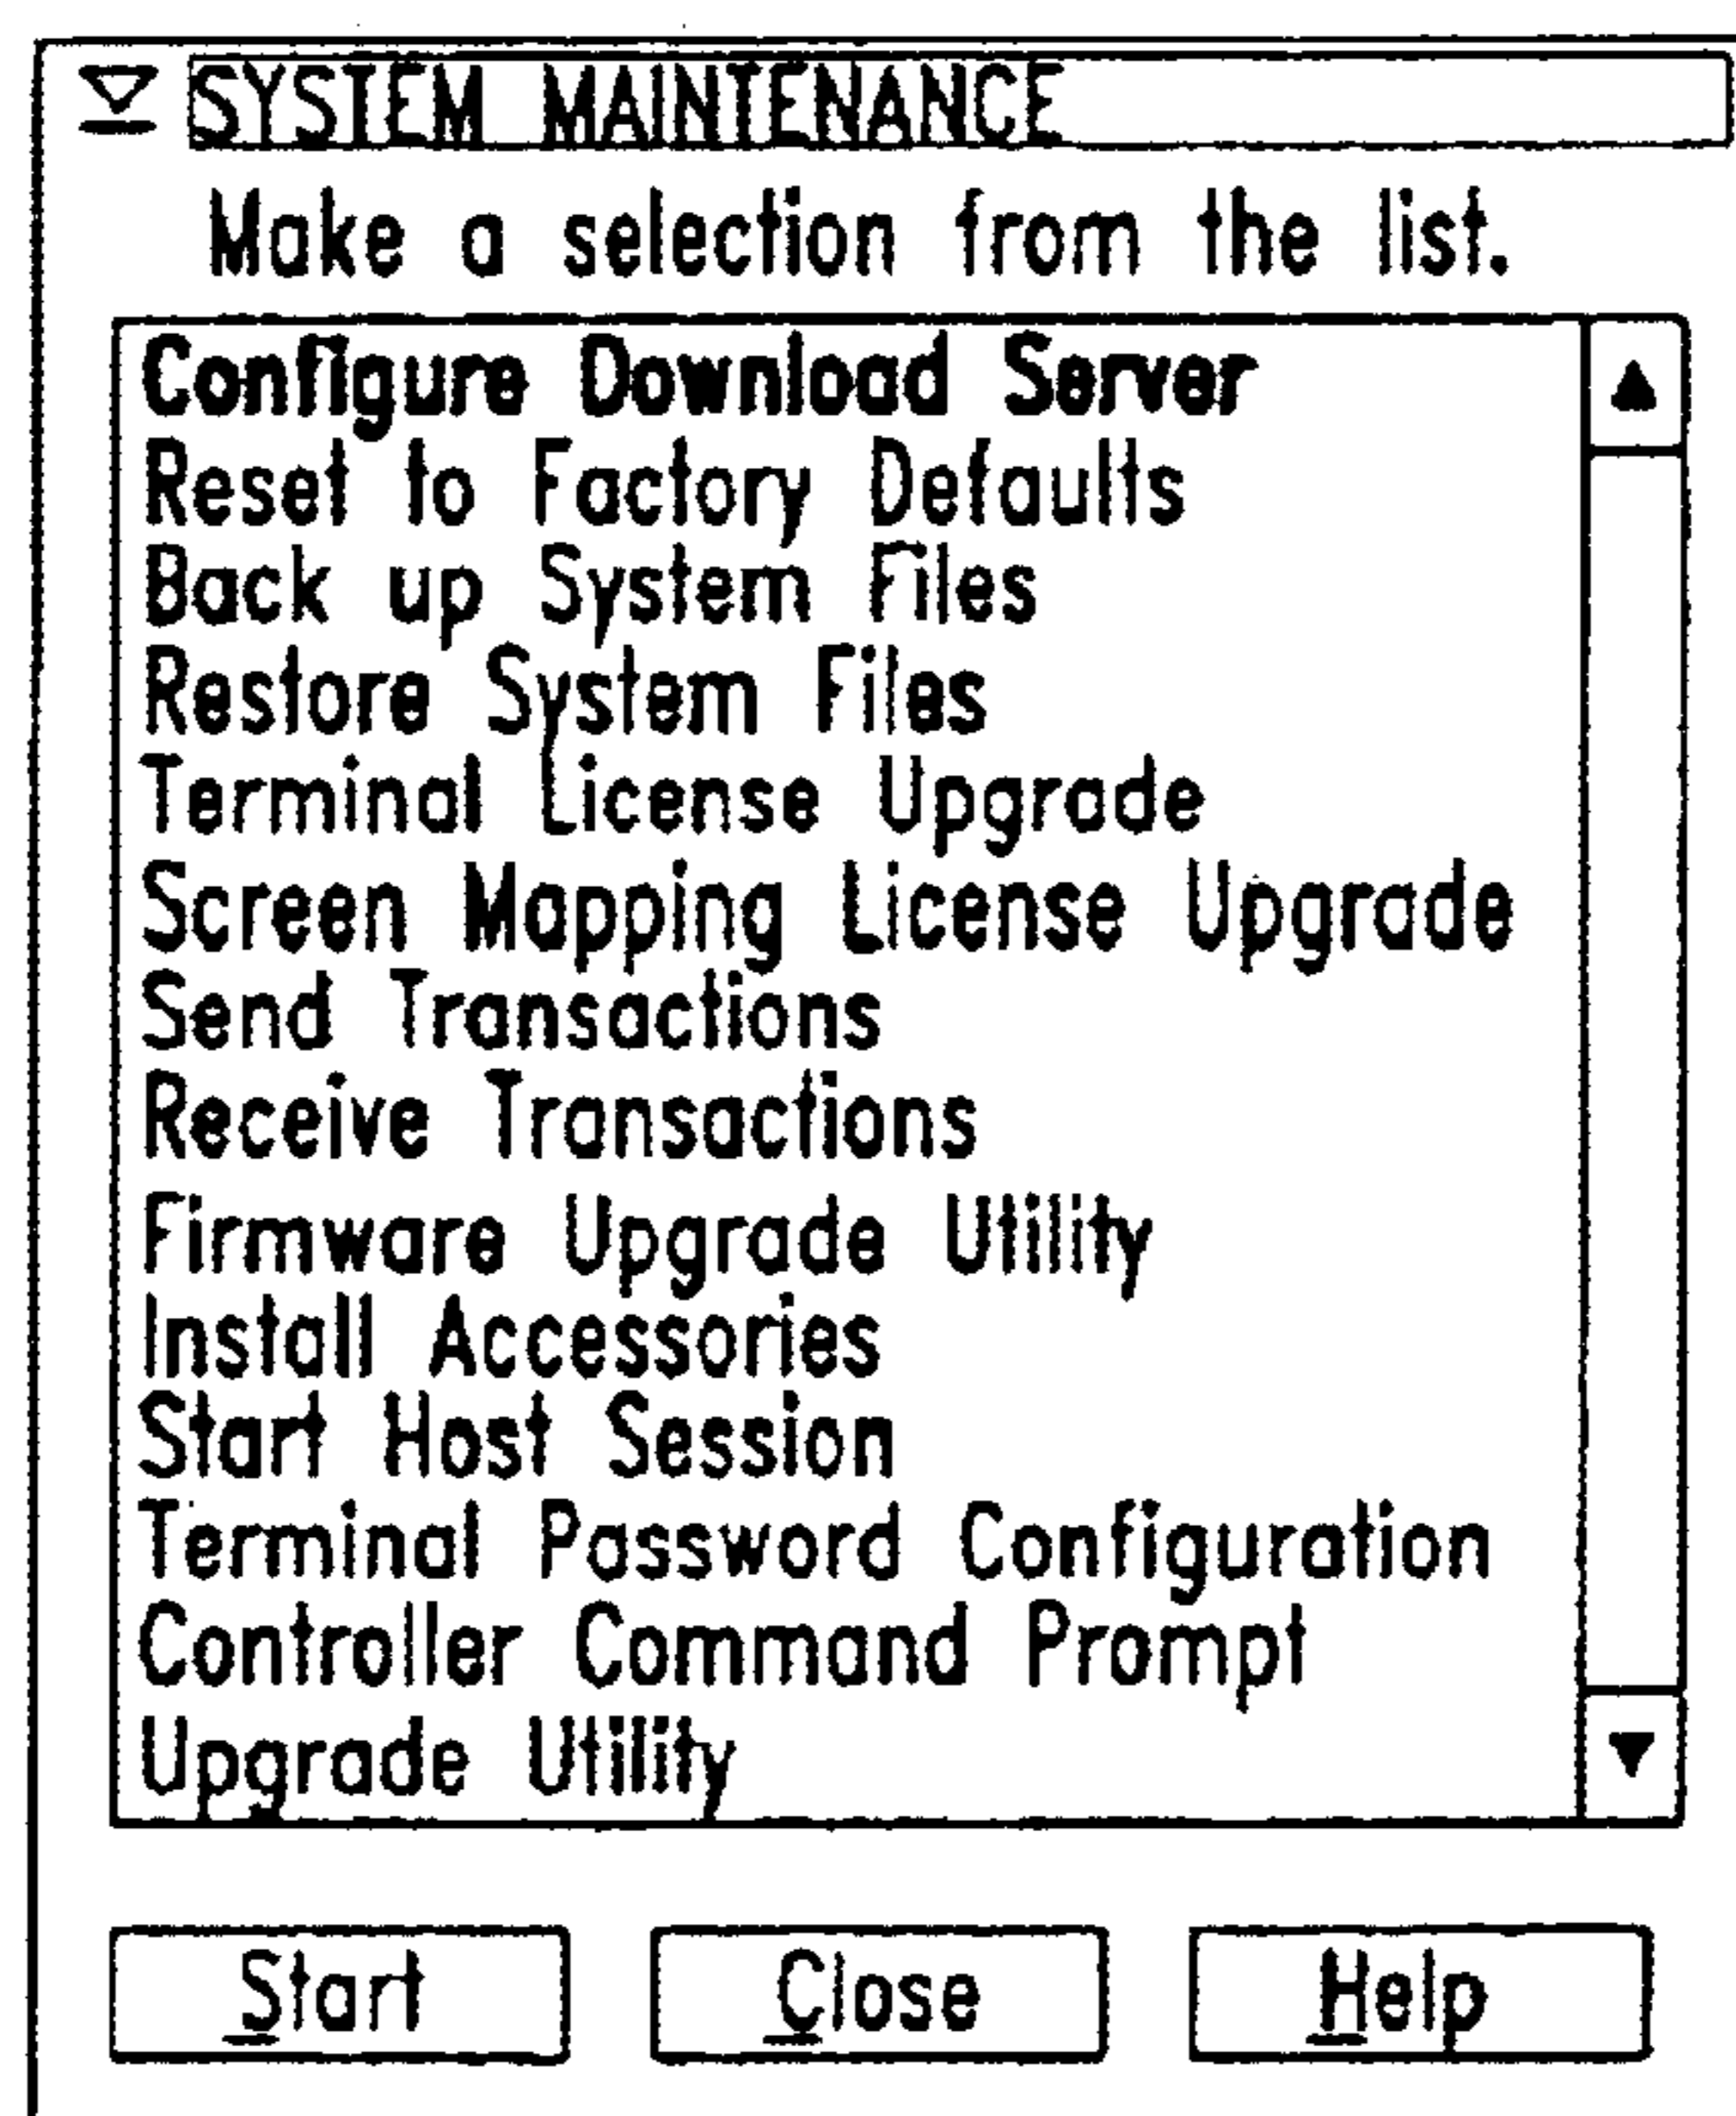 SYSTEM MAINTENANCE
Make a selection from the list.
Configure Download Server
Reset to Factory Defaults
Back up System Files
Restore System Files
Terminal License Upgrade
Screen Mapping License Upgrade
Send Transactions
Receive Transactions
Firmware Upgrade Utility
Install Accessories
Start Host Session
Terminal Password Configuration
Controller Command Prompt
Upgrade Utility
Start Close Help